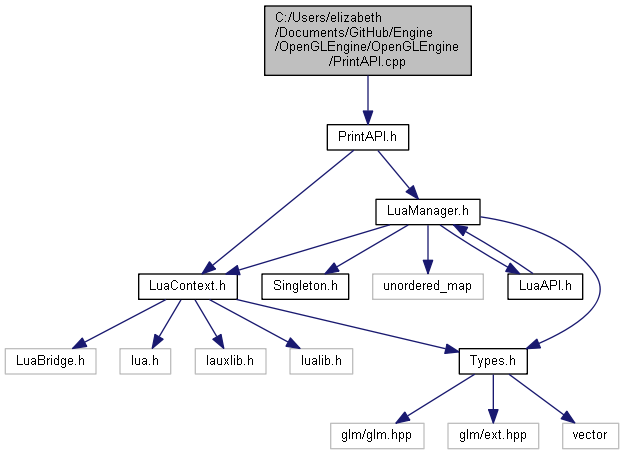 C:/Users/elizabeth
/Documents/GitHub/Engine
/OpenGLEngine/OpenGLEngine
/PrintAPI.cpp
PrintAPI.h
LuaManager.h
LuaContext.h
Singleton.h
unordered_map
LuaAPI.h
LuaBridge.h
lua.h
lauxlib.h
lualib.h
Types.h
glm/glm.hpp
glm/ext.hpp
vector